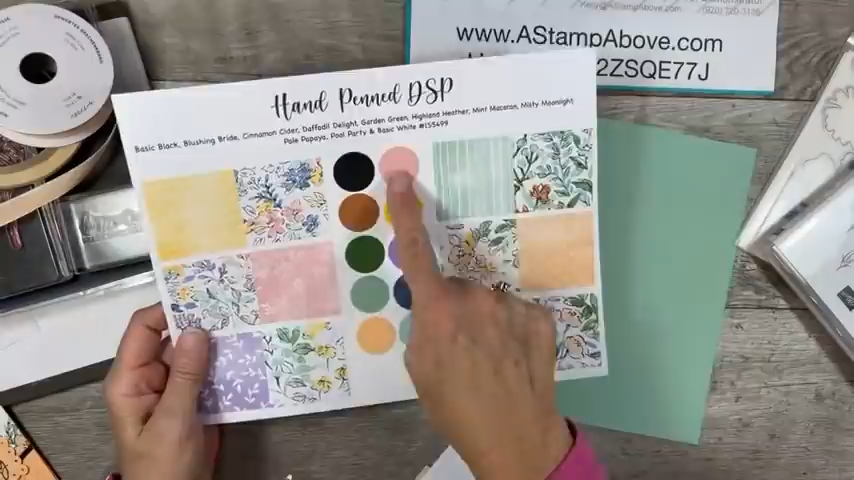 www.AStampAbove.com
2ZSQE77J
Hand Penned DSP
Basic Black, Blushing Bride, Cinnamon Cider, Daffodil Delight, Garden Green, Highland Heather, Mint Macaron, Misty Moonlight
Pale Papaya, Pool Party & Basic White #155499